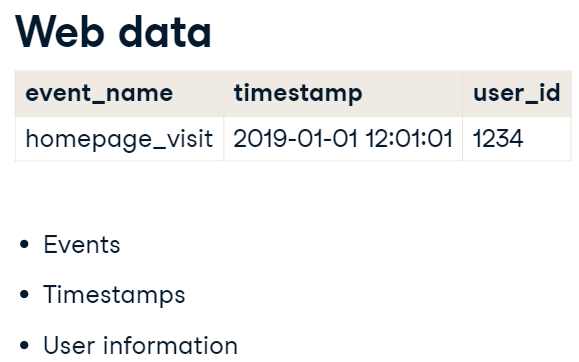 Web data
event_name timestamp user_id
homepage_visit 2019-01-01 12:01:01 1234
• Events
• Timestamps
• User information